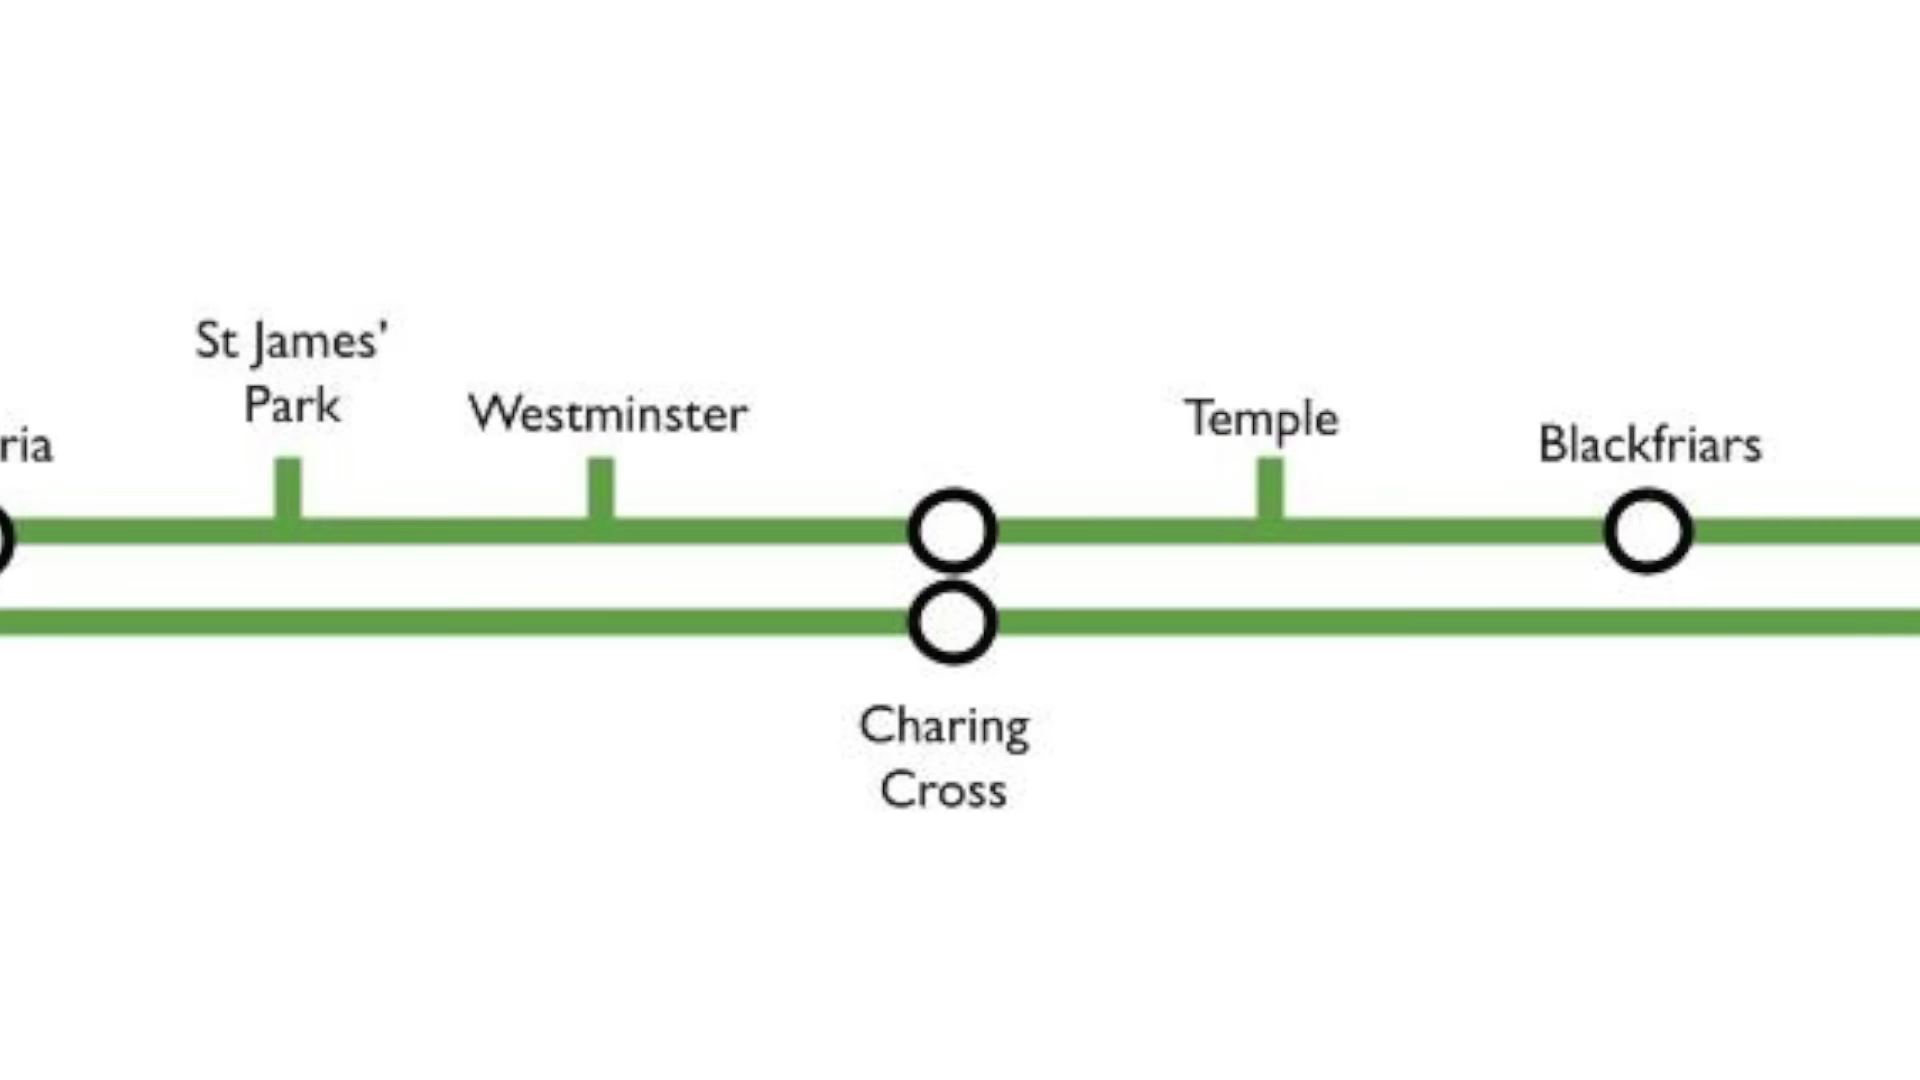 St James'
Park
Westminster
Temple
Blackfriars
ria
Charing
Cross